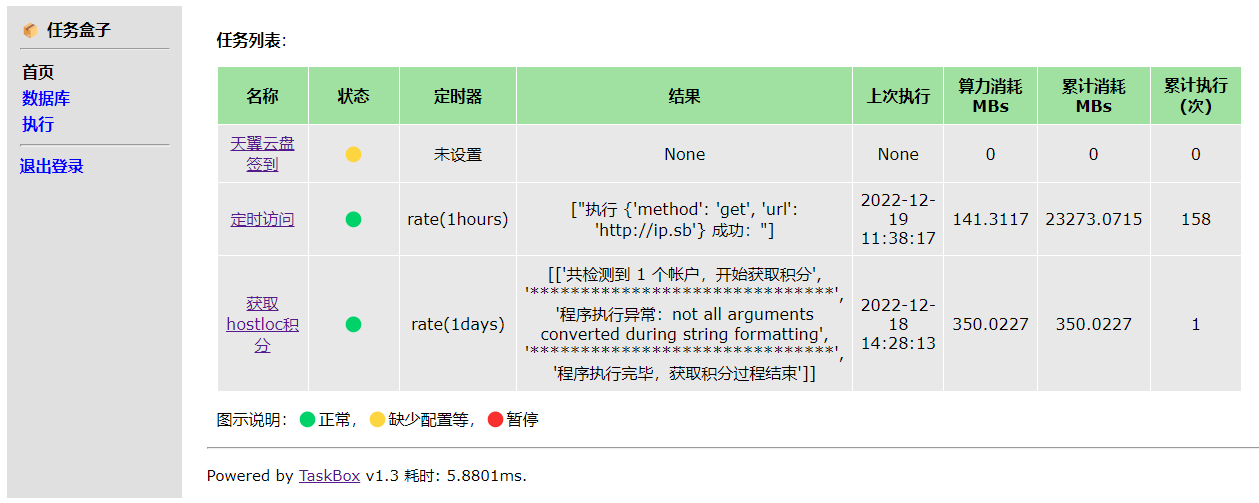 任务盒子
首页
数据库
执行
退出登录
任务列表:
名称 状态 定时器 结果 上次执行 算力消耗 MBs 累计消耗 MBs 累计执行 (次)
天翼云盘
签到
未设置 None None 0 0 0
定时访问 rate(1hours)
["执行 {'method': 'get', 'url':
'http://ip.sb'} 成功："]
2022-12-
19
11:38:17
141.3117 23273.0715 158
获取
hostloc积
分
rate(1days)
[['共检测到 1 个帐户，开始获取积分',
'******************************',
'程序执行异常：not all arguments
converted during string formatting',
'******************************',
'程序执行完毕，获取积分过程结束']]
2022-12-
18
14:28:13
350.0227 350.0227 1
图示说明： 正常， 缺少配置等， 暂停
Powered by TaskBox v1.3 耗时: 5.8801ms.